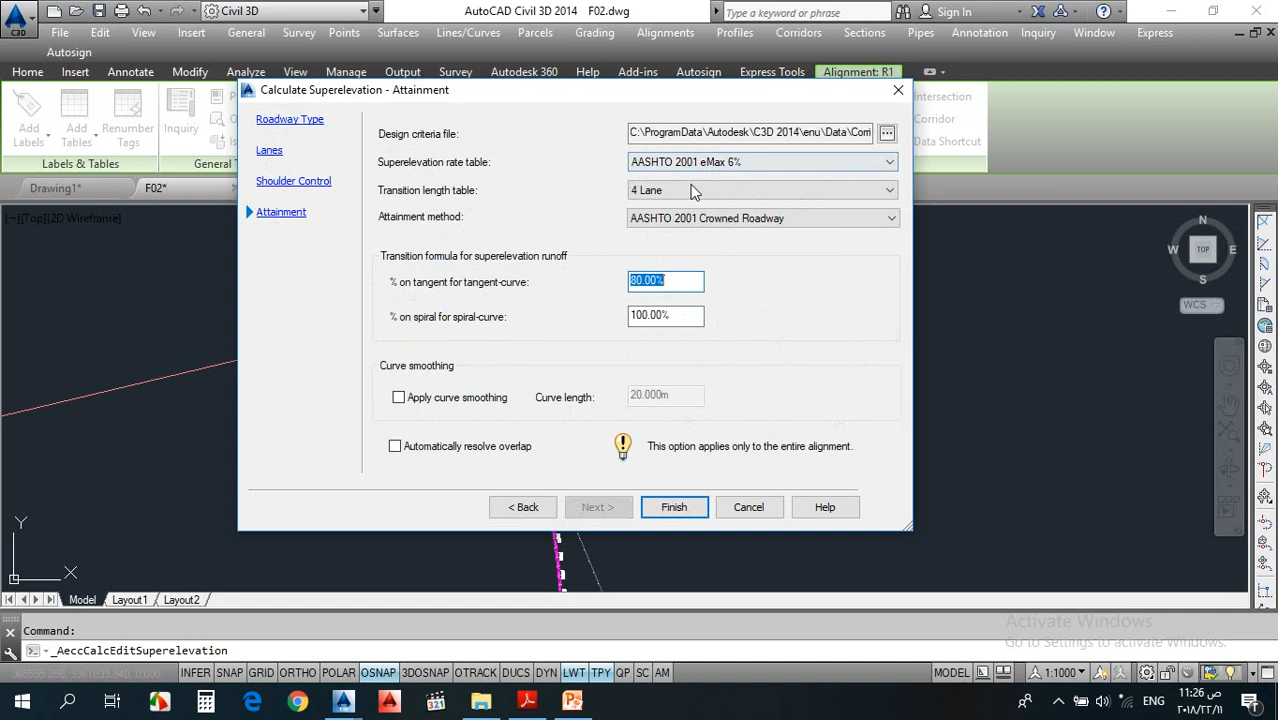 Civil 3D
AutoCAD Civil 3D 2014 F02.dwg
Type a keyword or phrase
Sign In
C3D
File Edit View Insert General Survey Points Surfaces Lines/Curves Parcels Grading Alignments Profiles Corridors Sections Pipes Annotation Inquiry Window Express
Autosign
Home Insert Annotate Modify Analyze View Manage Output Survey Autodesk 360 Help Add-ins Autosign Express Tools Alignment: R1
Add Labels
Add Tables
Renumber Tags
Labels & Tables
General T
Intersection
Corridor
Data Shortcut
Drawing1*
F02*
[−][Top][2D Wireframe]
Calculate Superelevation - Attainment
Roadway Type
Lanes
Shoulder Control
Attainment
Design criteria file:
C:\ProgramData\Autodesk\C3D 2014\enu\Data\Corr
...
Superelevation rate table:
AASHTO 2001 eMax 6%
Transition length table:
4 Lane
Attainment method:
AASHTO 2001 Crowned Roadway
Transition formula for superelevation runoff
% on tangent for tangent-curve:
80.00%
% on spiral for spiral-curve:
100.00%
Curve smoothing
Apply curve smoothing
Curve length:
20.000m
Automatically resolve overlap
This option applies only to the entire alignment.
< Back
Next >
Finish
Cancel
Help
N
W
TOP
E
S
WCS
Y
X
Model Layout1 Layout2
Command:
_AeccCalcEditSuperelevation
Activate Windows
Go to Settings to activate Windows.
INFER SNAP GRID ORTHO POLAR OSNAP 3DOSNAP OTRACK DUCS DYN LWT TPY QP SC AM
MODEL
1:1000
321
ENG
11:26 ص
٢٠١٨/٢/١١